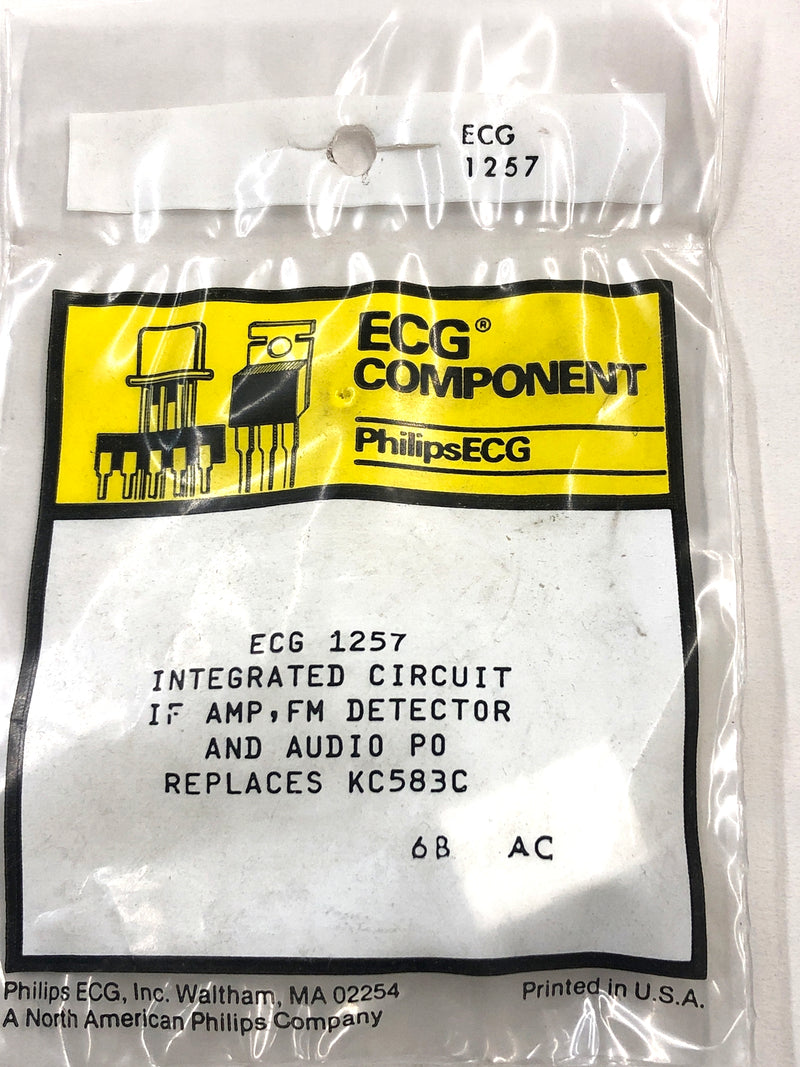 ECG
1257
ECG®
COMPONENT
PhilipsECG
ECG 1257
INTEGRATED CIRCUIT
IF AMP,FM DETECTOR
AND AUDIO PO
REPLACES KC583C
6B AC
Philips ECG, Inc. Waltham, MA 02254
A North American Philips Company
Printed in U.S.A.